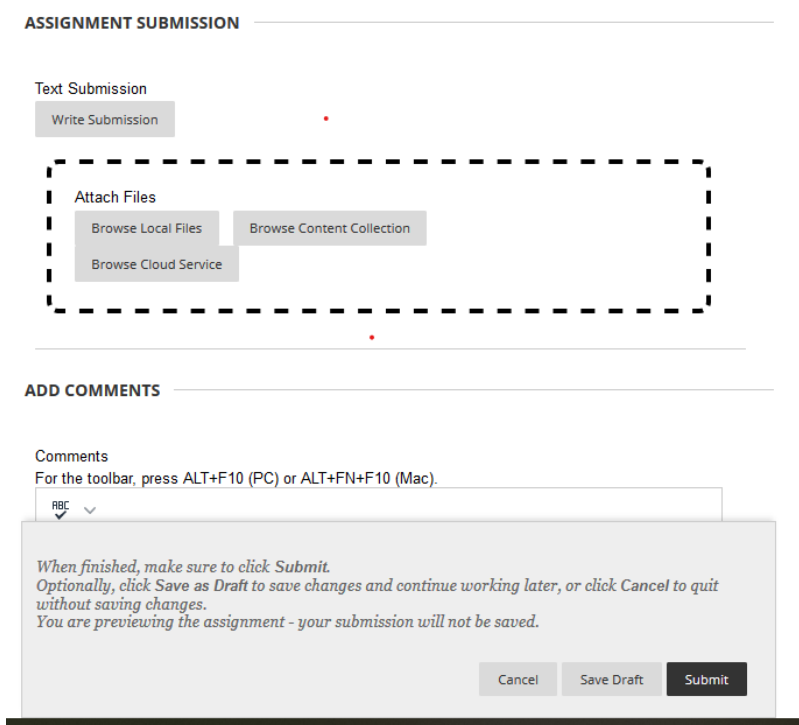 ASSIGNMENT SUBMISSION
Text Submission
Write Submission
Attach Files
Browse Local Files Browse Content Collection
Browse Cloud Service
ADD COMMENTS
Comments
For the toolbar, press ALT+F10 (PC) or ALT+FN+F10 (Mac).
ABC
When finished, make sure to click Submit.
Optionally, click Save as Draft to save changes and continue working later, or click Cancel to quit
without saving changes.
You are previewing the assignment - your submission will not be saved.
Cancel Save Draft Submit